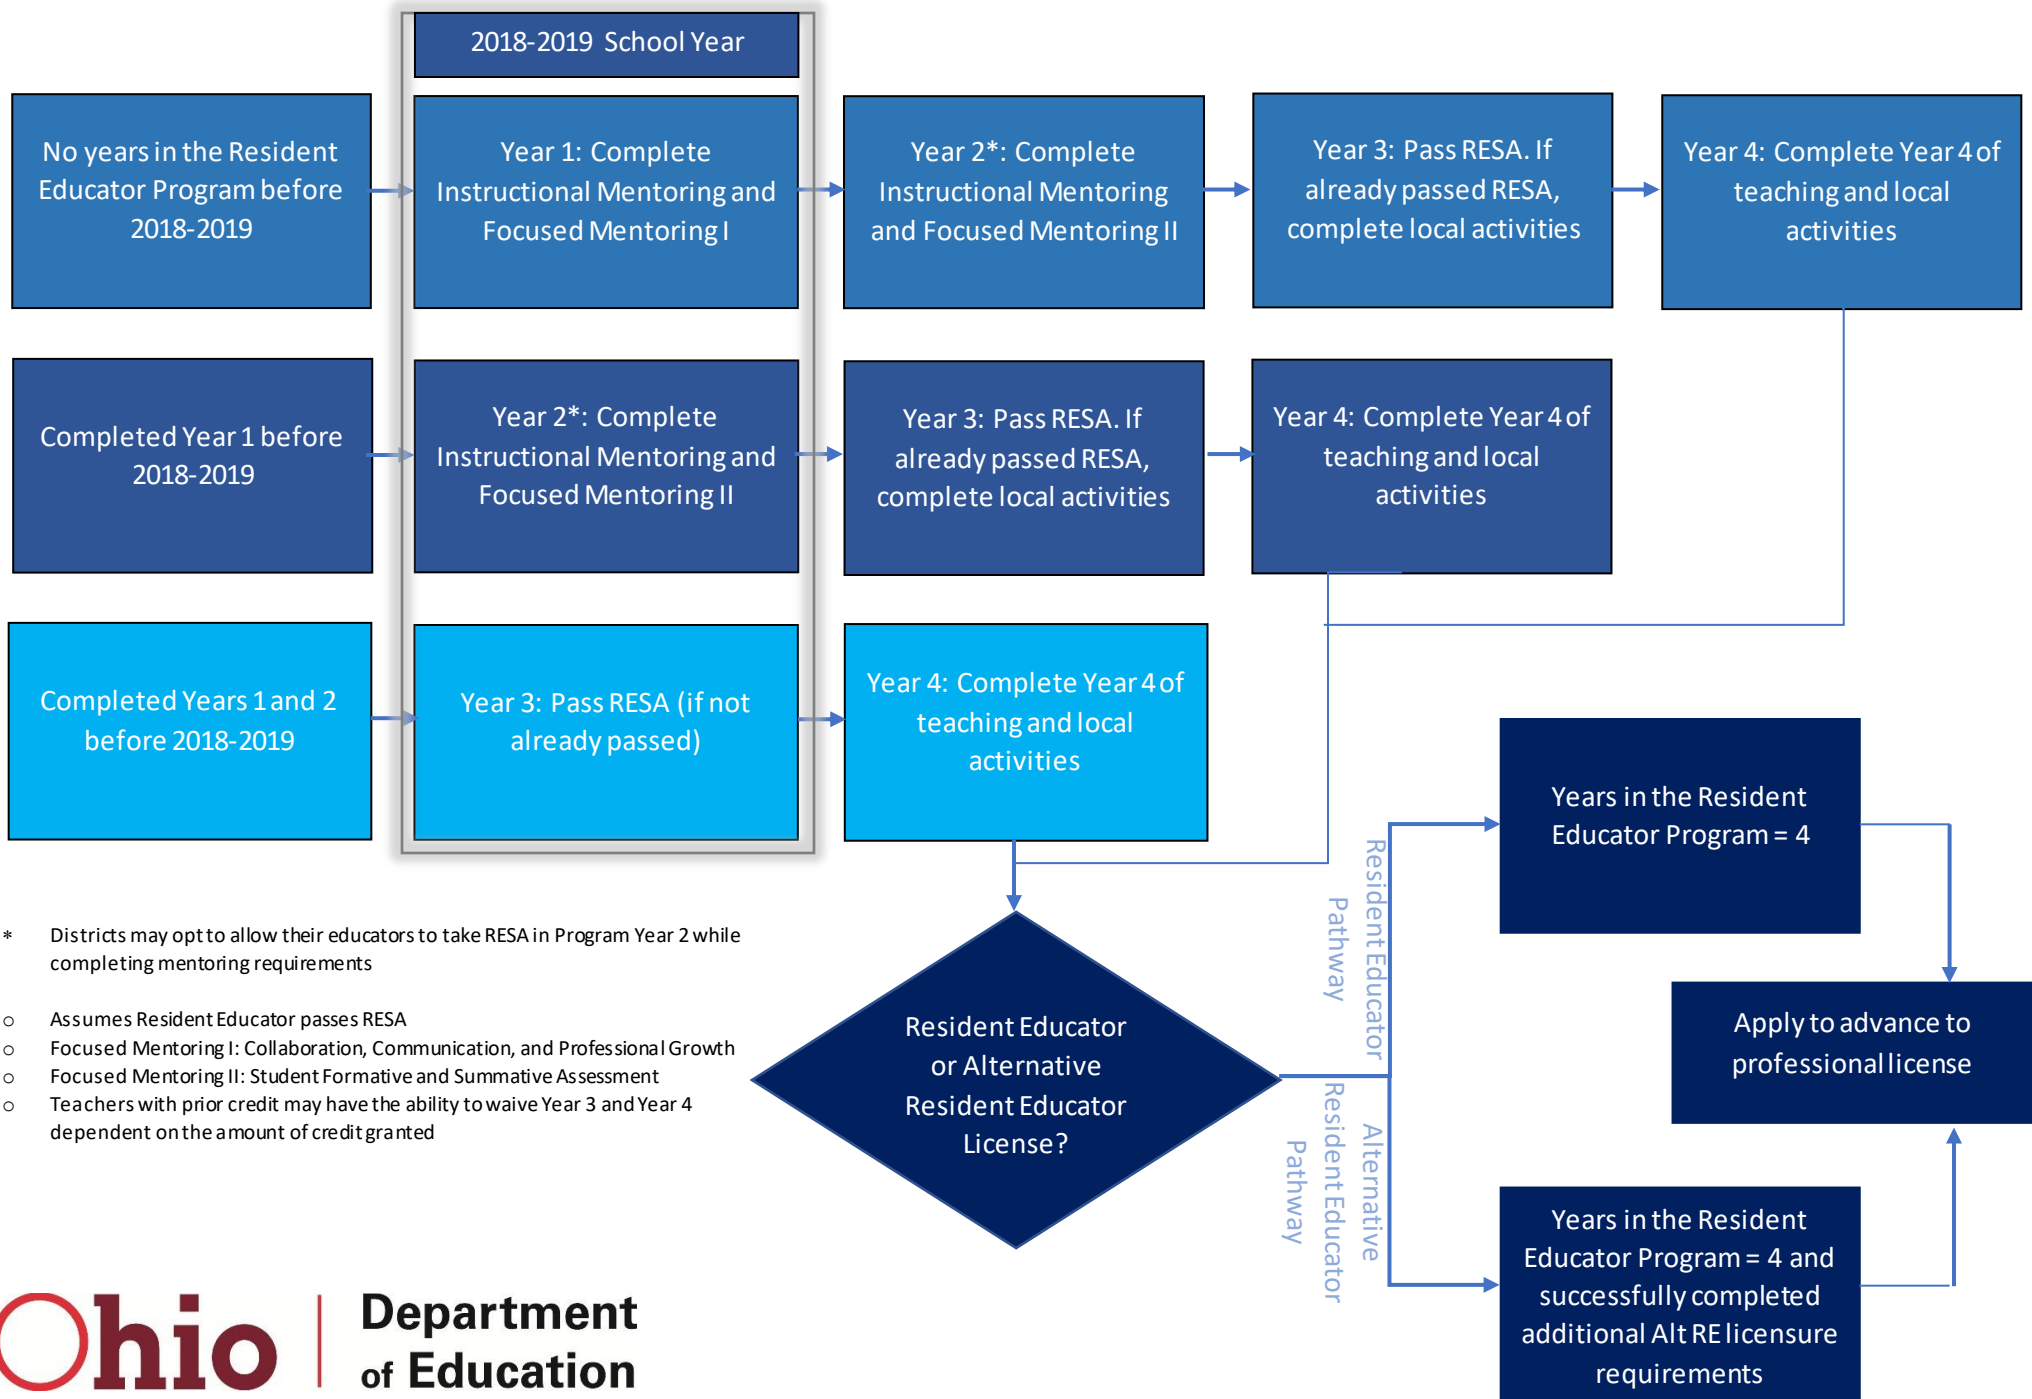 2018-2019 School Year
No years in the Resident
Educator Program before
2018-2019
Year 1: Complete
Instructional Mentoring and
Focused Mentoring I
Year 2*: Complete
Instructional Mentoring
and Focused Mentoring II
Year 3: Pass RESA. If
already passed RESA,
complete local activities
Year 4: Complete Year 4 of
teaching and local
activities
Completed Year 1 before
2018-2019
Year 2*: Complete
Instructional Mentoring and
Focused Mentoring II
Year 3: Pass RESA. If
already passed RESA,
complete local activities
Year 4: Complete Year 4 of
teaching and local
activities
Completed Years 1 and 2
before 2018-2019
Year 3: Pass RESA (if not
already passed)
Year 4: Complete Year 4 of
teaching and local
activities
Resident Educator
or Alternative
Resident Educator
License?
Resident Educator
Pathway
Alternative
Resident Educator
Pathway
Years in the Resident
Educator Program = 4
Apply to advance to
professional license
Years in the Resident
Educator Program = 4 and
successfully completed
additional Alt RE licensure
requirements
* Districts may opt to allow their educators to take RESA in Program Year 2 while
completing mentoring requirements
○ Assumes Resident Educator passes RESA
○ Focused Mentoring I: Collaboration, Communication, and Professional Growth
○ Focused Mentoring II: Student Formative and Summative Assessment
○ Teachers with prior credit may have the ability to waive Year 3 and Year 4
dependent on the amount of credit granted
Ohio
Department
of Education